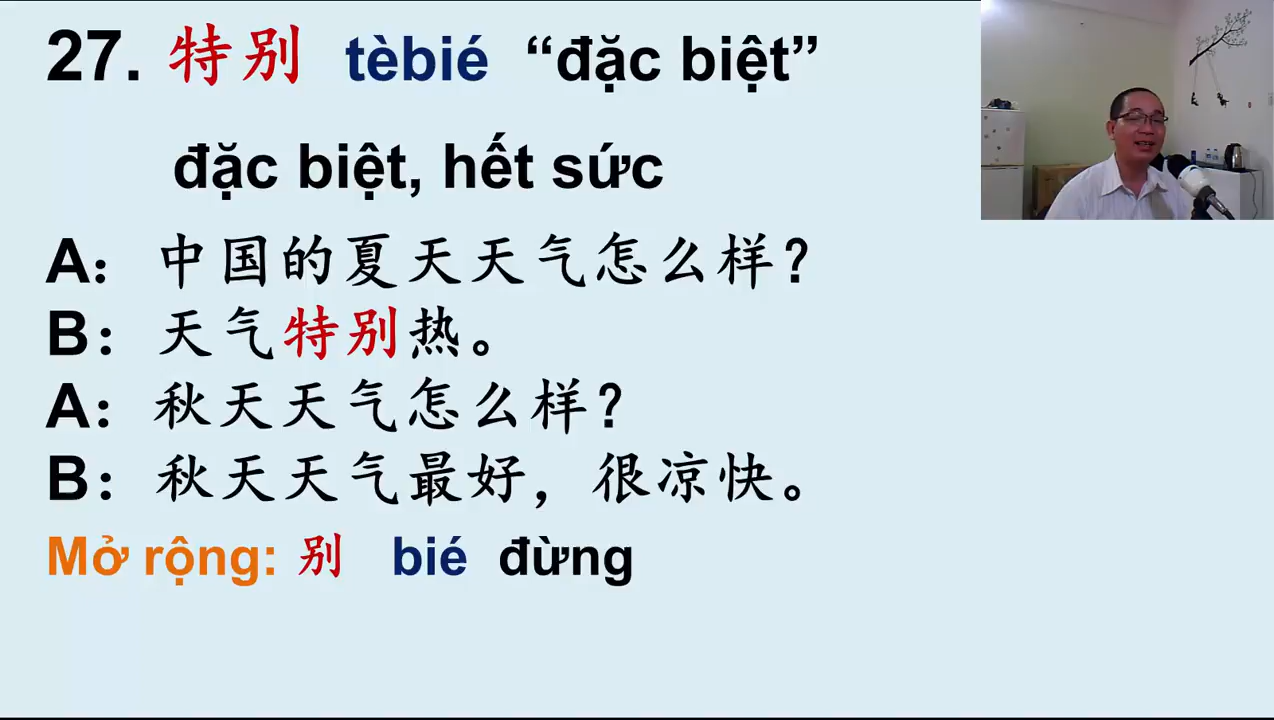 27. 特别 tèbié “đặc biệt”
đặc biệt, hết sức
A：中国的夏天天气怎么样？
B：天气特别热。
A：秋天天气怎么样？
B：秋天天气最好，很凉快。
Mở rộng: 别 bié đừng